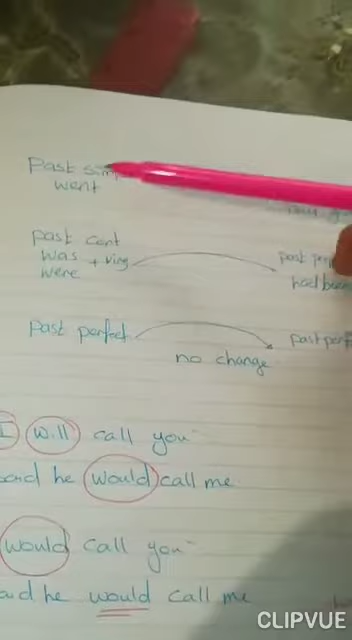 Past
went
past cont
was + ving
were
past
had been
past perfect
past perf
no change
I will call you"
said he would call me
would call you"
said he would call me
CLIPVUE